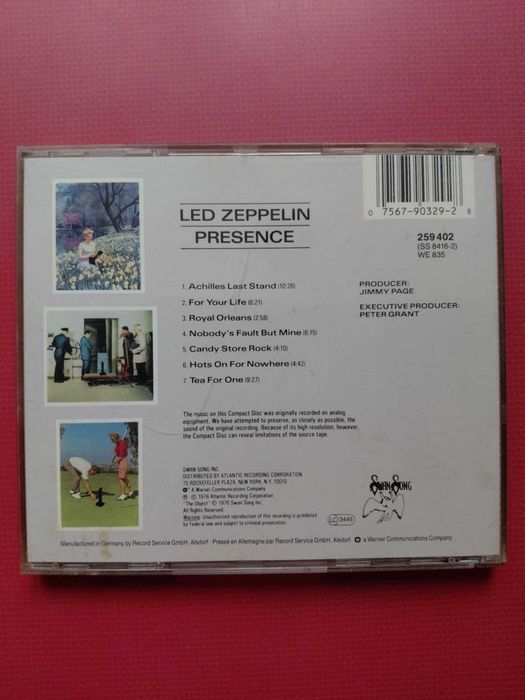 LED ZEPPELIN
PRESENCE
0 7567-90329-2 8
259 402
(SS 8416-2)
WE 835
1. Achilles Last Stand (10:26)
2. For Your Life (6:21)
3. Royal Orleans (2:58)
4. Nobody's Fault But Mine (6:15)
5. Candy Store Rock (4:10)
6. Hots On For Nowhere (4:42)
7. Tea For One (9:27)
PRODUCER:
JIMMY PAGE
EXECUTIVE PRODUCER:
PETER GRANT
The music on this Compact Disc was originally recorded on analog
equipment. We have attempted to preserve, as closely as possible, the
sound of the original recording. Because of its high resolution, however,
the Compact Disc can reveal limitations of the source tape.
SWAN SONG INC.
DISTRIBUTED BY ATLANTIC RECORDING CORPORATION
75 ROCKEFELLER PLAZA, NEW YORK, N.Y. 10019
A Warner Communications Company
℗ © 1976 Atlantic Recording Corporation
"The Object" © 1976 Swan Song Inc.
Warning: Unauthorized reproduction of this recording is prohibited
by Federal law and subject to criminal prosecution.
LC 3445
SWAN SONG
Manufactured in Germany by Record Service GmbH, Alsdorf · Pressé en Allemagne par Record Service GmbH, Alsdorf. a Warner Communications Company